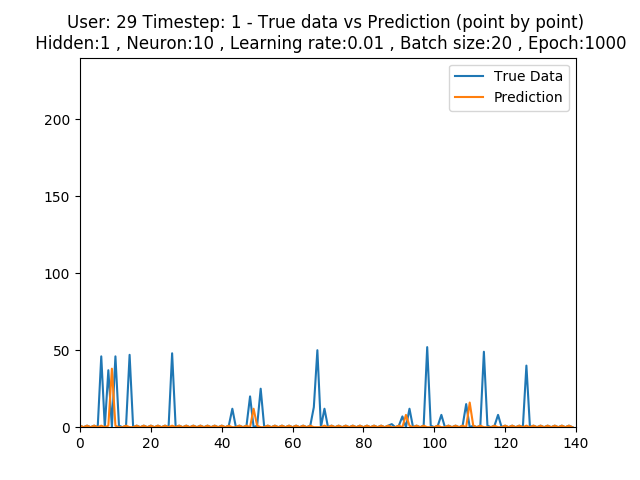 User: 29 Timestep: 1 - True data vs Prediction (point by point)
Hidden:1 , Neuron:10 , Learning rate:0.01 , Batch size:20 , Epoch:1000
True Data
Prediction
200
150
100
50
0
0 20 40 60 80 100 120 140